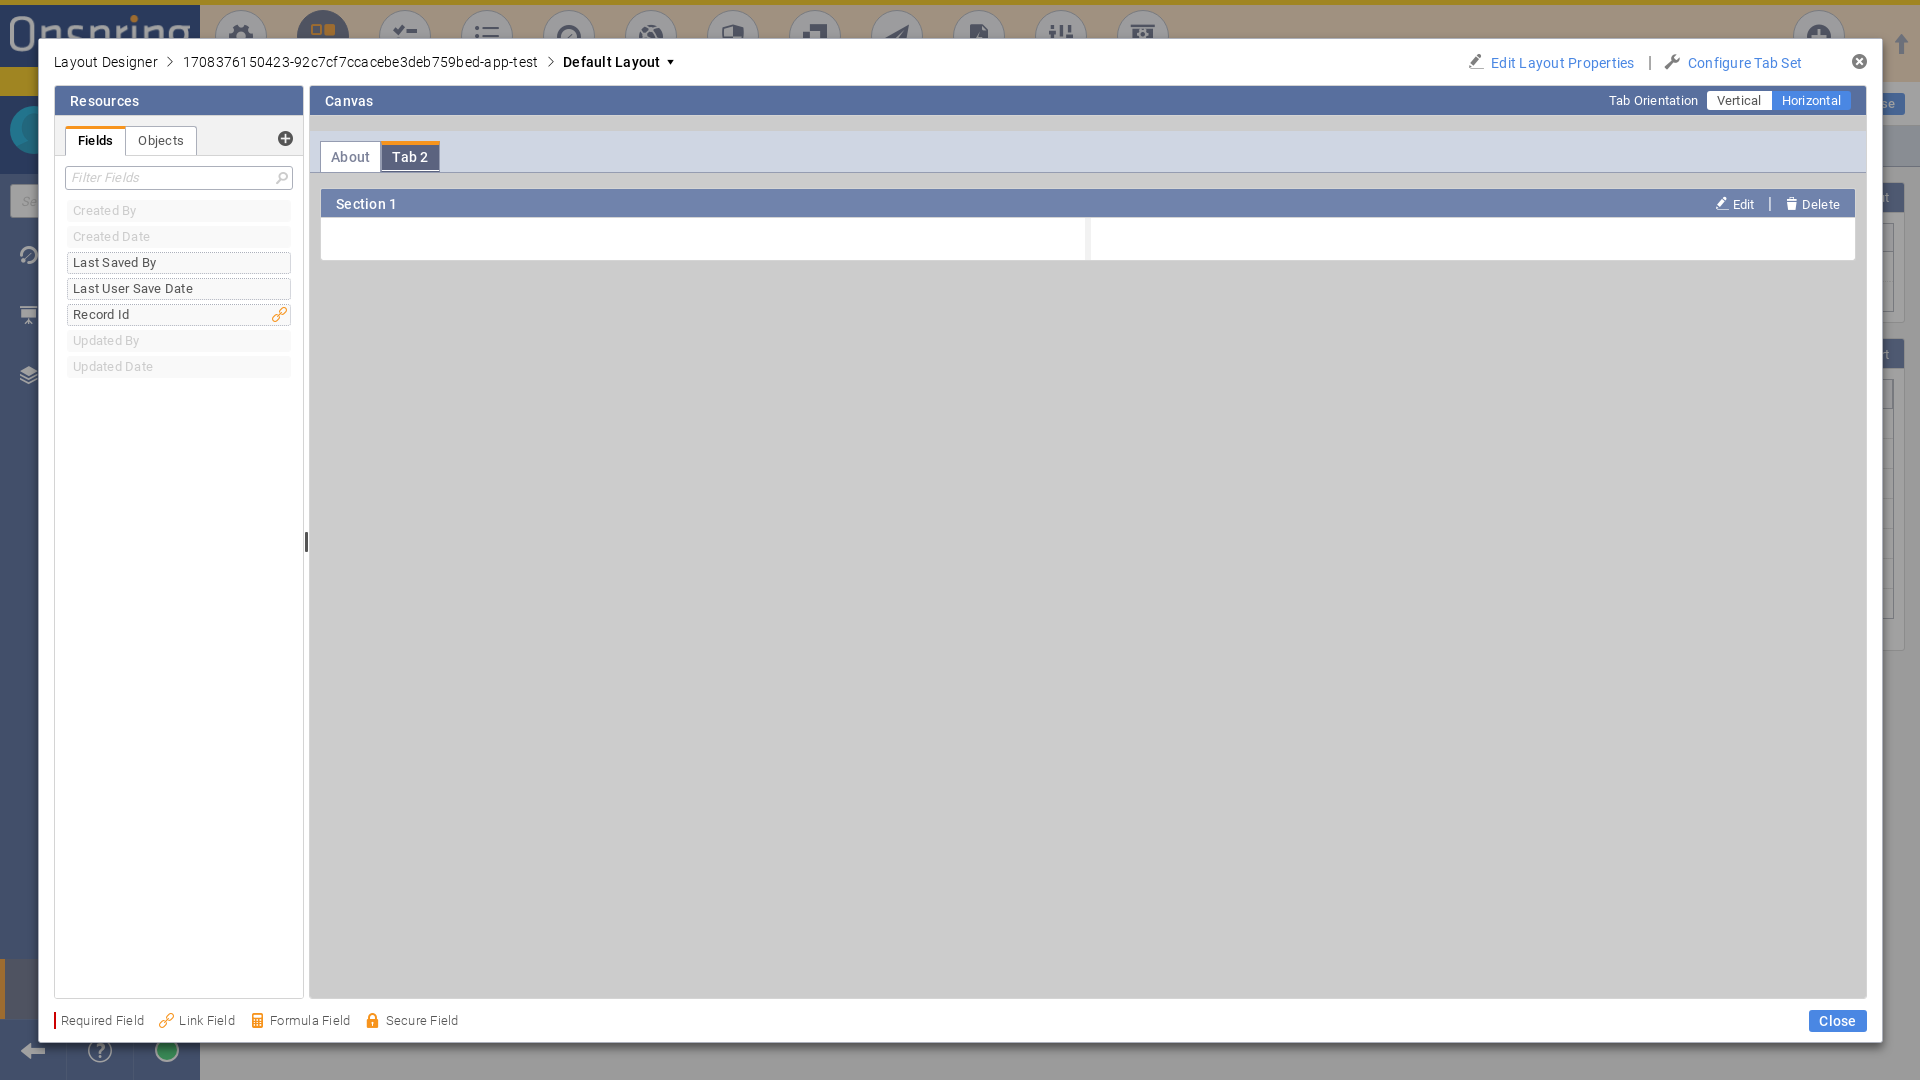 Onspring
Layout Designer > 1708376150423-92c7cf7ccacebe3deb759bed-app-test > Default Layout
Edit Layout Properties | Configure Tab Set
Resources
Canvas
Tab Orientation Vertical Horizontal
Fields Objects
About Tab 2
Filter Fields
Section 1
Edit | Delete
Created By
Created Date
Last Saved By
Last User Save Date
Record Id
Updated By
Updated Date
Required Field Link Field Formula Field Secure Field
Close